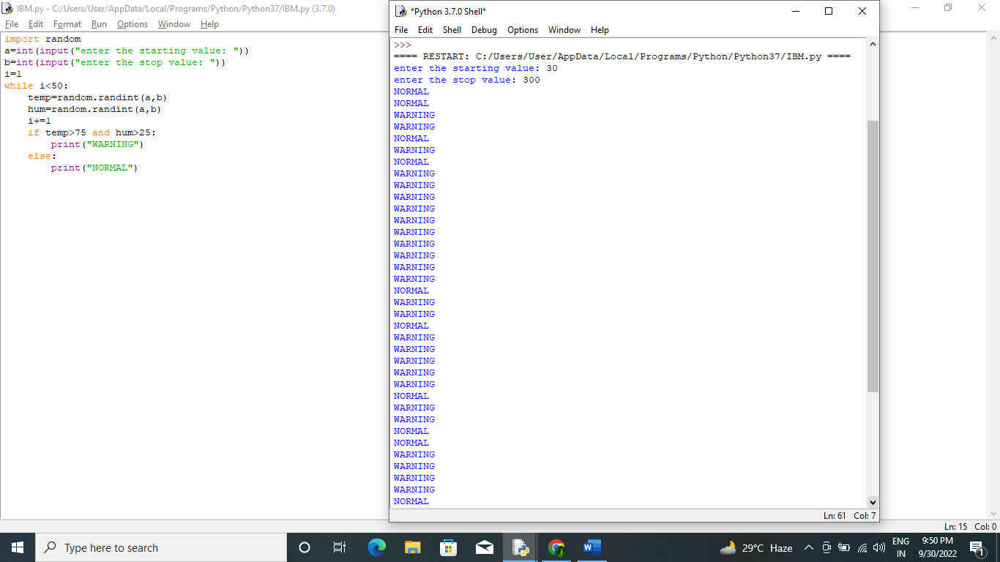 IBM.py - C:/Users/User/AppData/Local/Programs/Python/Python37/IBM.py (3.7.0)
File Edit Format Run Options Window Help
import random
a=int(input("enter the starting value: "))
b=int(input("enter the stop value: "))
i=1
while i<50:
    temp=random.randint(a,b)
    hum=random.randint(a,b)
    i+=1
    if temp>75 and hum>25:
        print("WARNING")
    else:
        print("NORMAL")
Ln: 15 Col: 0
*Python 3.7.0 Shell*
File Edit Shell Debug Options Window Help
>>>
==== RESTART: C:/Users/User/AppData/Local/Programs/Python/Python37/IBM.py ====
enter the starting value: 30
enter the stop value: 300
NORMAL
NORMAL
WARNING
WARNING
NORMAL
WARNING
NORMAL
WARNING
WARNING
WARNING
WARNING
WARNING
WARNING
WARNING
WARNING
WARNING
WARNING
NORMAL
WARNING
WARNING
NORMAL
WARNING
WARNING
WARNING
WARNING
WARNING
NORMAL
WARNING
WARNING
NORMAL
NORMAL
WARNING
WARNING
WARNING
WARNING
NORMAL
Ln: 61 Col: 7
Type here to search
W
29°C Haze
ENG
IN
9:50 PM
9/30/2022
1